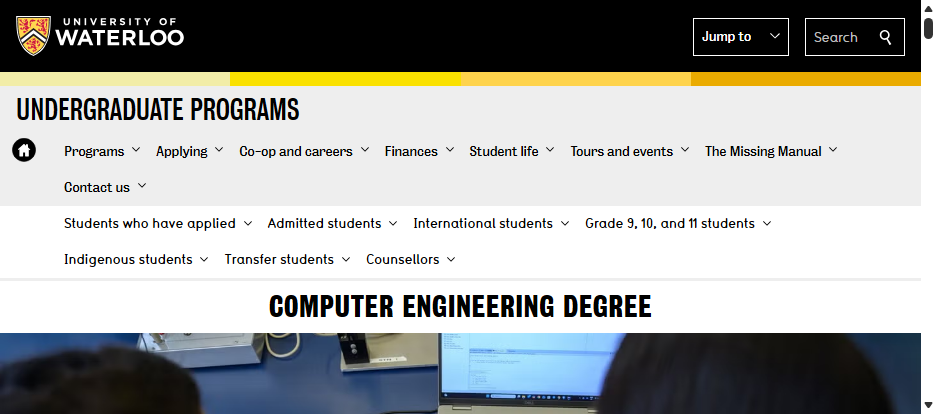 UNIVERSITY OF
WATERLOO
Jump to
Search
UNDERGRADUATE PROGRAMS
Programs Applying Co-op and careers Finances Student life Tours and events The Missing Manual
Contact us
Students who have applied Admitted students International students Grade 9, 10, and 11 students
Indigenous students Transfer students Counsellors
COMPUTER ENGINEERING DEGREE